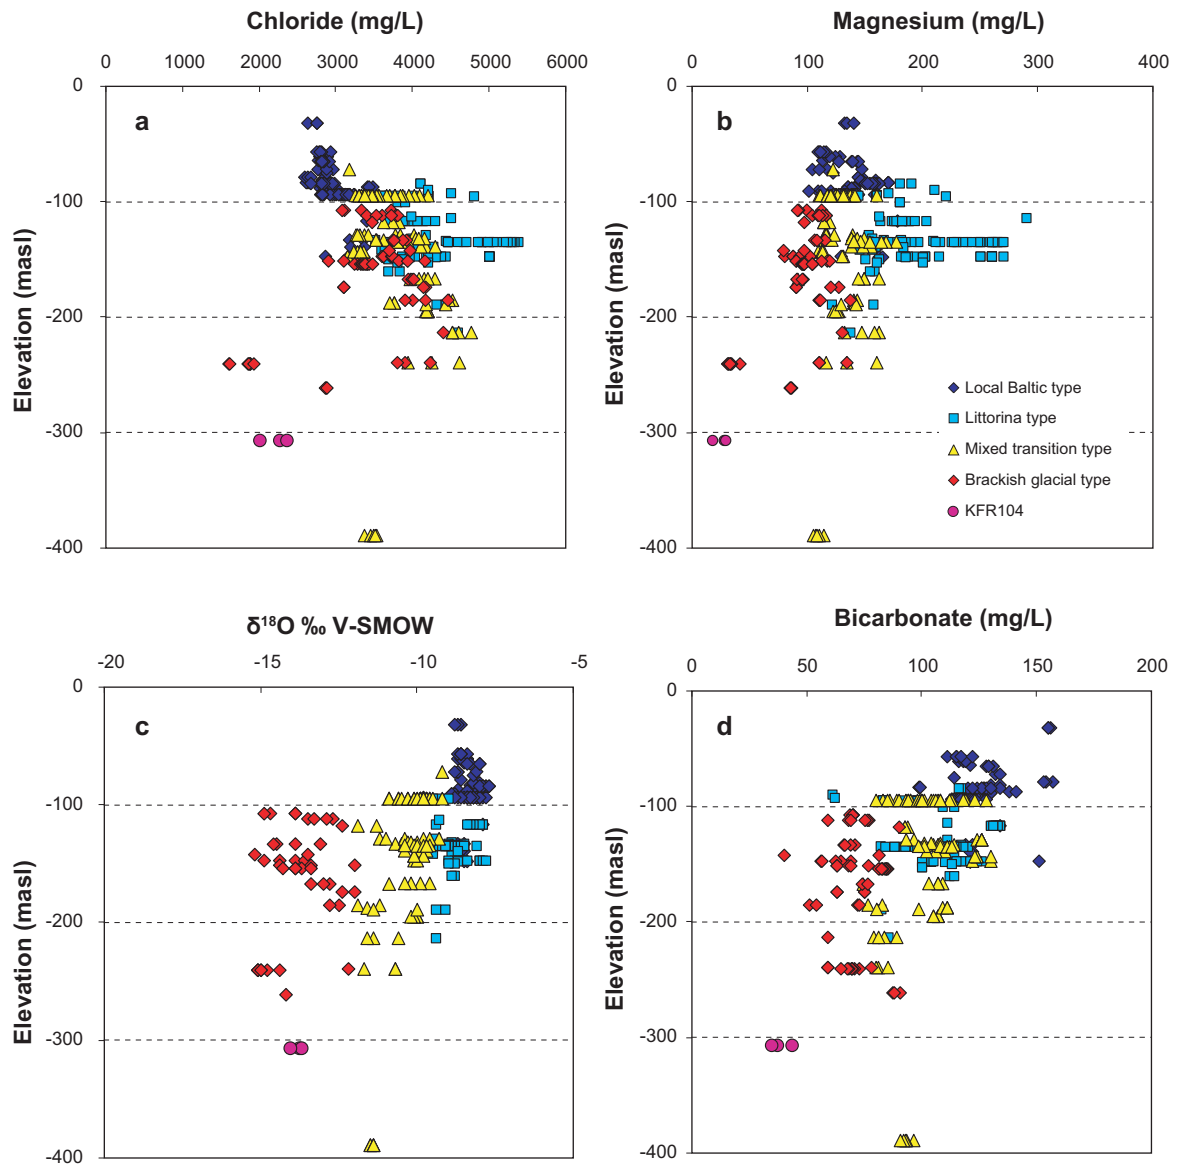 Chloride (mg/L)
0 1000 2000 3000 4000 5000 6000
0
-100
-200
-300
-400
Elevation (masl)
a
Magnesium (mg/L)
0 100 200 300 400
0
-100
-200
-300
-400
Elevation (masl)
b
Local Baltic type
Littorina type
Mixed transition type
Brackish glacial type
KFR104
δ¹⁸O ‰ V-SMOW
-20 -15 -10 -5
0
-100
-200
-300
-400
Elevation (masl)
c
Bicarbonate (mg/L)
0 50 100 150 200
0
-100
-200
-300
-400
Elevation (masl)
d